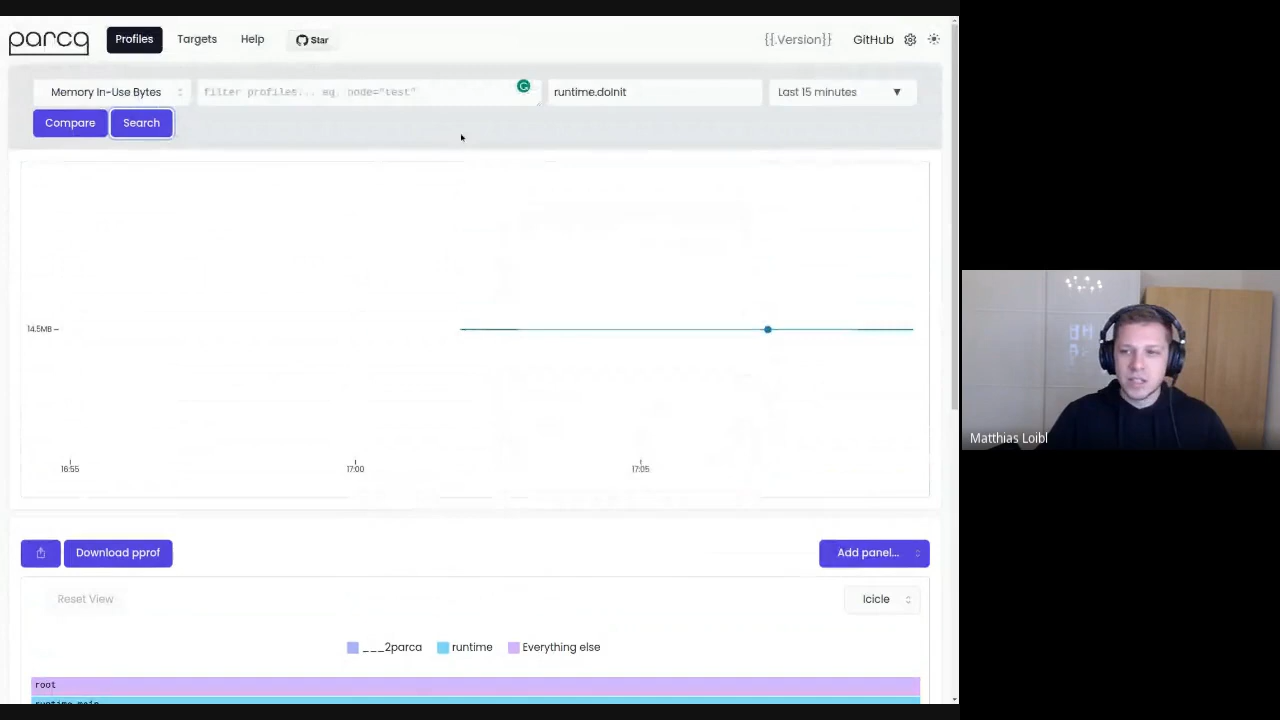 parca Profiles Targets Help Star {{.Version}} GitHub
Memory In-Use Bytes filter profiles... eg. node="test" runtime.doInit Last 15 minutes ▼
Compare Search
14.5MB
16:55 17:00 17:05
Download pprof Add panel...
Reset View Icicle
___2parca runtime Everything else
root
runtime.main
Matthias Loibl